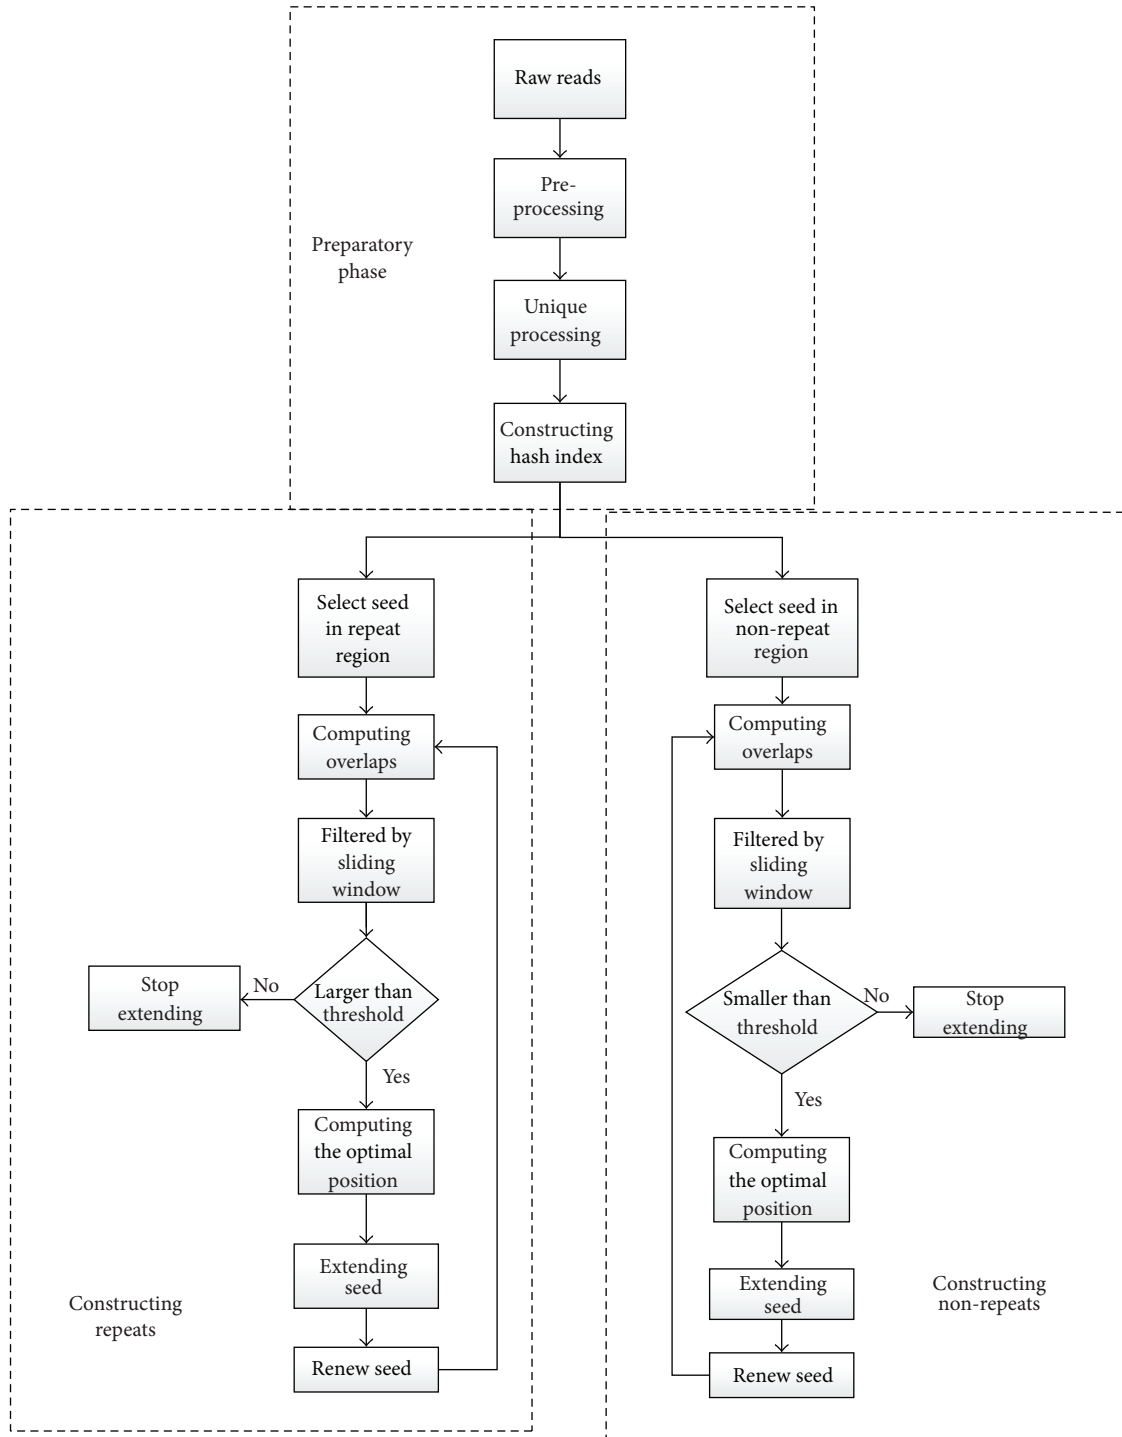 Raw reads
Pre-
processing
Preparatory
phase
Unique
processing
Constructing
hash index
Select seed
in repeat
region
Computing
overlaps
Filtered by
sliding
window
Larger than
threshold
No
Stop
extending
Yes
Computing
the optimal
position
Extending
seed
Renew seed
Constructing
repeats
Select seed in
non-repeat
region
Computing
overlaps
Filtered by
sliding
window
Smaller than
threshold
No
Stop
extending
Yes
Computing
the optimal
position
Extending
seed
Renew seed
Constructing
non-repeats